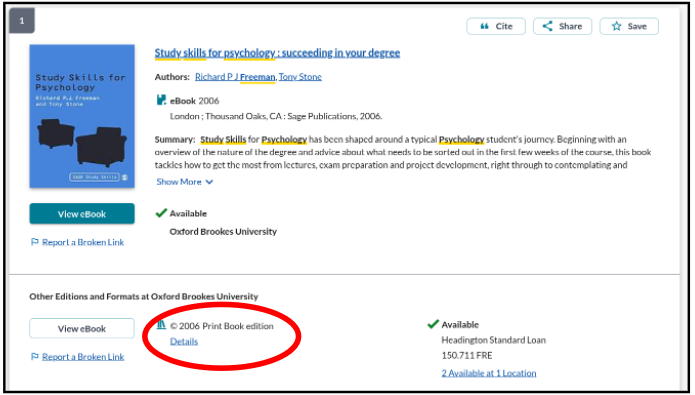 1
Cite
Share
Save
Study skills for psychology : succeeding in your degree
Study Skills for
Psychology
Richard P.J Freeman
and Tony Stone
SAGE Study Skills
Authors: Richard P J Freeman, Tony Stone
eBook 2006
London ; Thousand Oaks, CA : Sage Publications, 2006.
Summary: Study Skills for Psychology has been shaped around a typical Psychology student's journey. Beginning with an
overview of the nature of the degree and advice about what needs to be sorted out in the first few weeks of the course, this book
tackles how to get the most from lectures, exam preparation and project development, right through to contemplating and
Show More
View eBook
Available
Oxford Brookes University
Report a Broken Link
Other Editions and Formats at Oxford Brookes University
View eBook
© 2006 Print Book edition
Details
Report a Broken Link
Available
Headington Standard Loan
150.711 FRE
2 Available at 1 Location